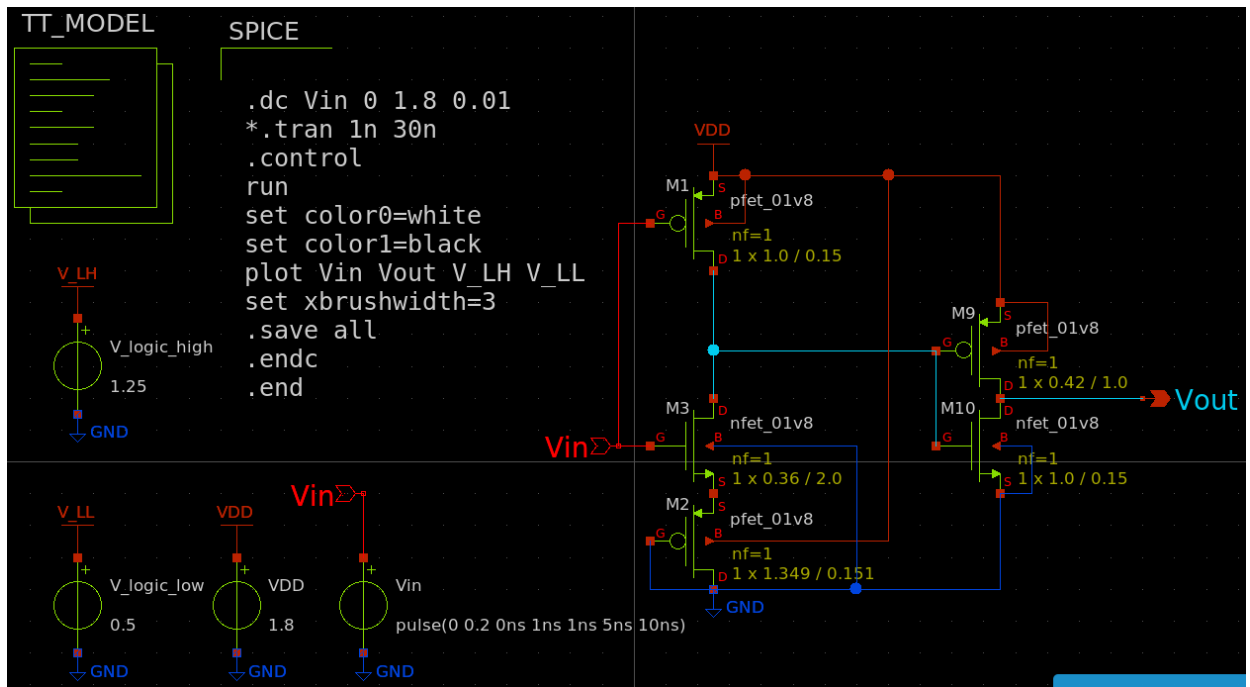 TT_MODEL
SPICE
.dc Vin 0 1.8 0.01
*.tran 1n 30n
.control
run
set color0=white
set color1=black
plot Vin Vout V_LH V_LL
set xbrushwidth=3
.save all
.endc
.end
V_LH
+
V_logic_high
1.25
GND
V_LL
+
V_logic_low
0.5
GND
VDD
+
VDD
1.8
GND
Vin
+
Vin
pulse(0 0.2 0ns 1ns 1ns 5ns 10ns)
GND
VDD
M1
S
pfet_01v8
G
B
nf=1
D
1 x 1.0 / 0.15
M9
S
pfet_01v8
G
B
nf=1
D
1 x 0.42 / 1.0
Vout
M3
D
nfet_01v8
Vin
G
B
nf=1
S
1 x 0.36 / 2.0
M10
D
nfet_01v8
G
B
nf=1
S
1 x 1.0 / 0.15
M2
S
pfet_01v8
G
B
nf=1
D
1 x 1.349 / 0.151
GND